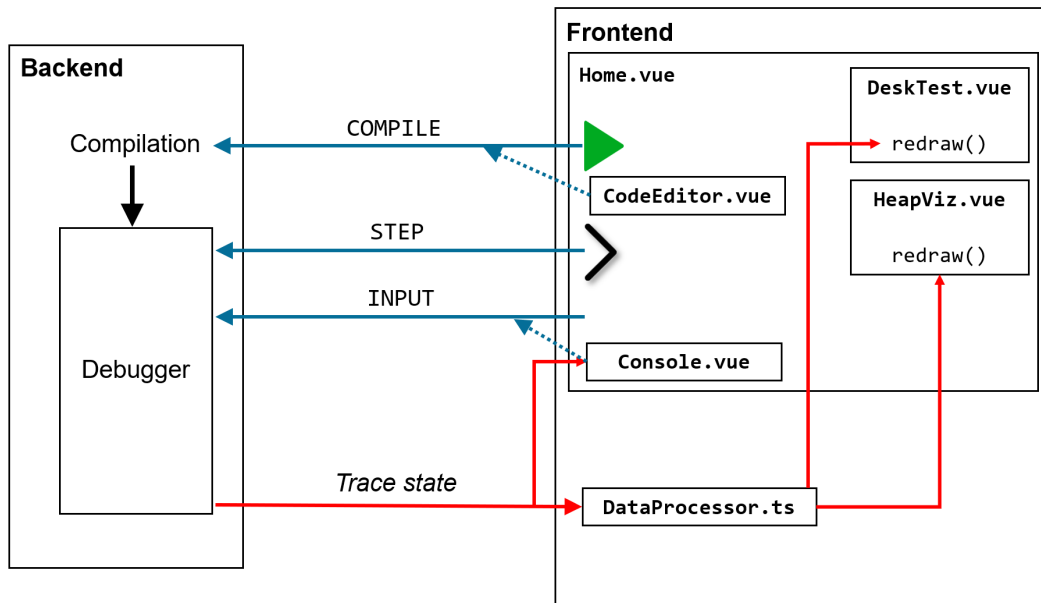 Backend
Compilation
Debugger
COMPILE
STEP
INPUT
Trace state
Frontend
Home.vue
CodeEditor.vue
Console.vue
DataProcessor.ts
DeskTest.vue
redraw()
HeapViz.vue
redraw()